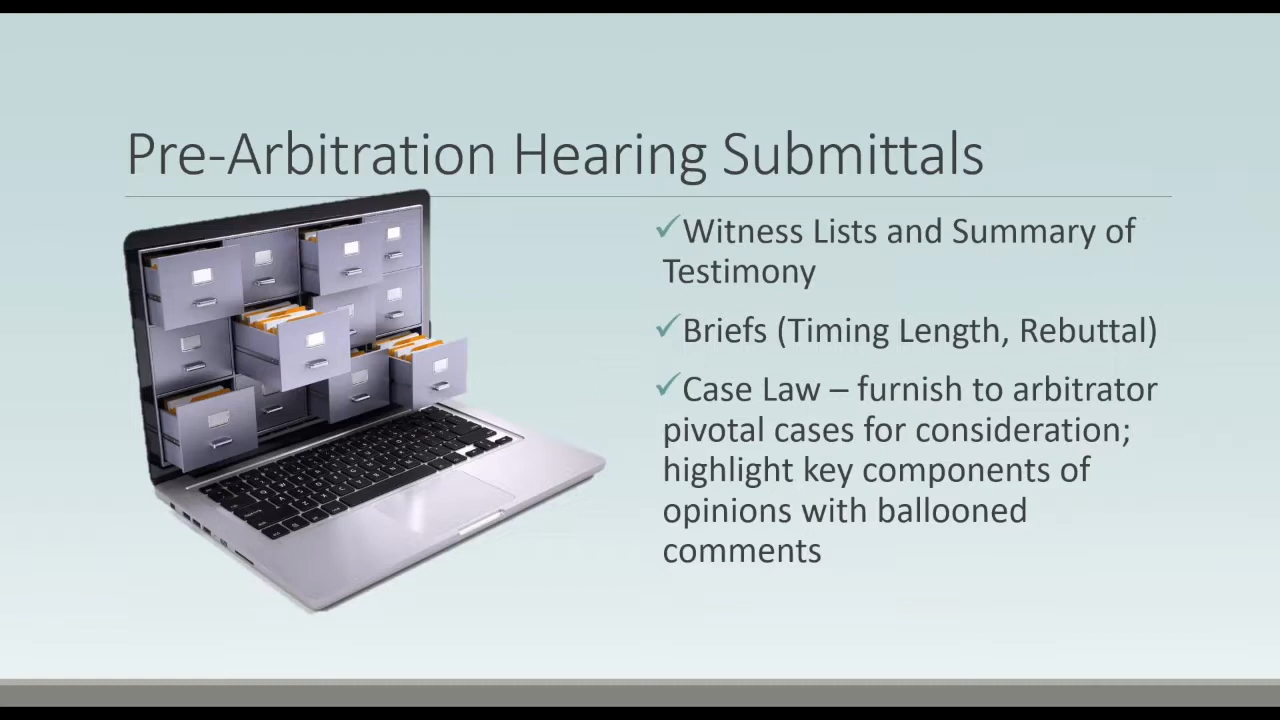 Pre-Arbitration Hearing Submittals
✓Witness Lists and Summary of
Testimony
✓Briefs (Timing Length, Rebuttal)
✓Case Law – furnish to arbitrator
pivotal cases for consideration;
highlight key components of
opinions with ballooned
comments